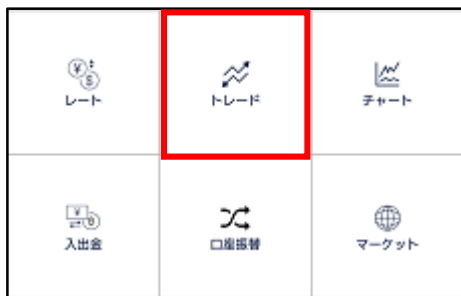 レート
トレード
チャート
入出金
口座振替
マーケット